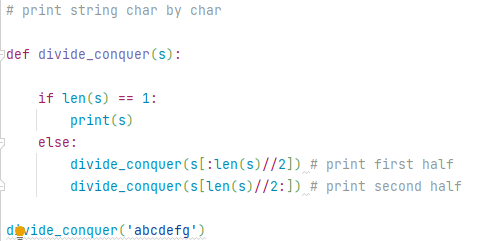 # print string char by char
def divide_conquer(s):
    if len(s) == 1:
        print(s)
    else:
        divide_conquer(s[:len(s)//2]) # print first half
        divide_conquer(s[len(s)//2:]) # print second half
divide_conquer('abcdefg')